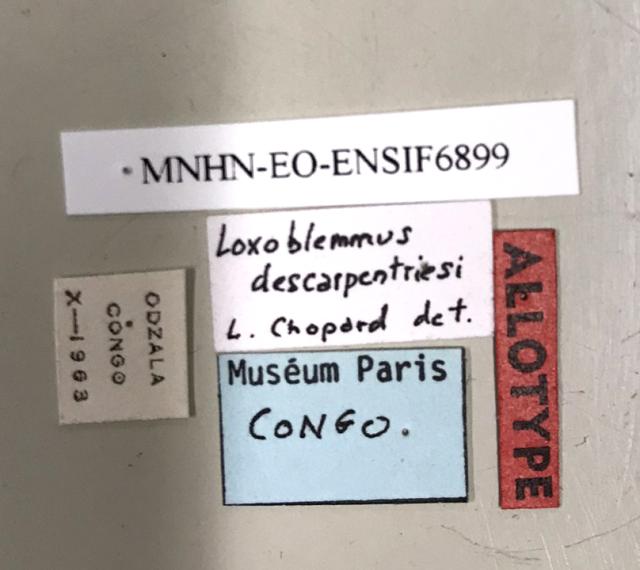 MNHN-EO-ENSIF6899
Loxoblemmus
descarpentriesi
L. Chopard det.
Muséum Paris
CONGO.
ODZALA
CONGO
X—1963
ALLOTYPE